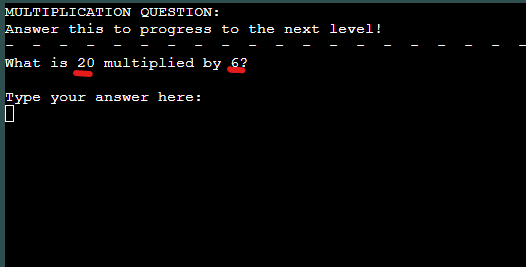 MULTIPLICATION QUESTION:
Answer this to progress to the next level!
- - - - - - - - - - - - - - - - - - - -
What is 20 multiplied by 6?
Type your answer here: